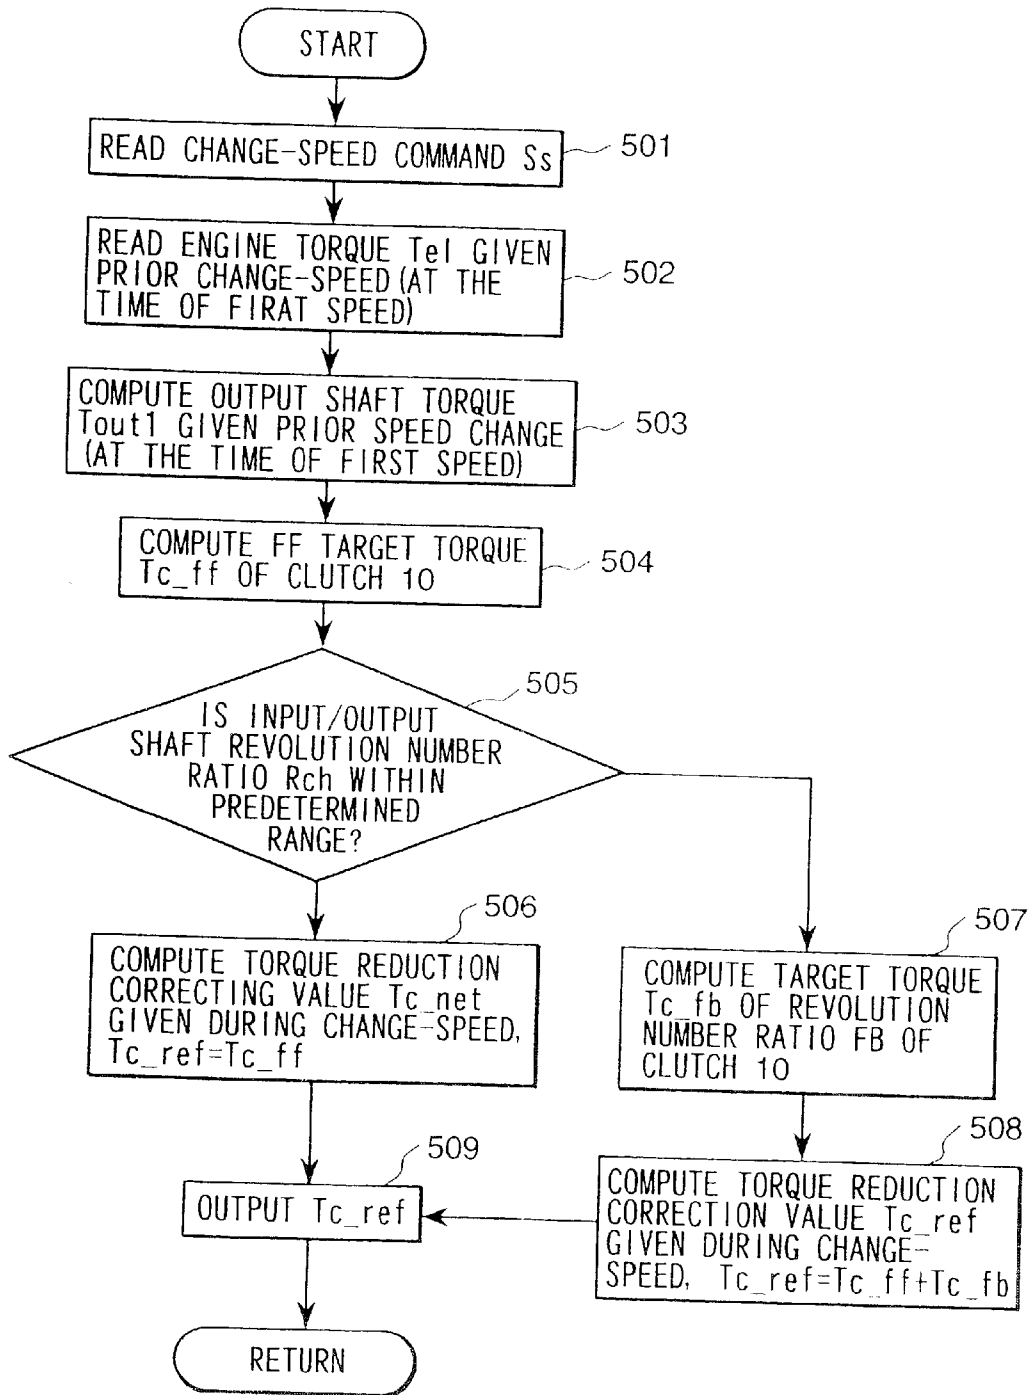 START
READ CHANGE-SPEED COMMAND Ss
501
READ ENGINE TORQUE Te1 GIVEN
PRIOR CHANGE-SPEED (AT THE
TIME OF FIRAT SPEED)
502
COMPUTE OUTPUT SHAFT TORQUE
Tout1 GIVEN PRIOR SPEED CHANGE
(AT THE TIME OF FIRST SPEED)
503
COMPUTE FF TARGET TORQUE
Tc_ff OF CLUTCH 10
504
505
IS INPUT/OUTPUT
SHAFT REVOLUTION NUMBER
RATIO Rch WITHIN
PREDETERMINED
RANGE?
506
COMPUTE TORQUE REDUCTION
CORRECTING VALUE Tc_net
GIVEN DURING CHANGE-SPEED,
Tc_ref=Tc_ff
507
COMPUTE TARGET TORQUE
Tc_fb OF REVOLUTION
NUMBER RATIO FB OF
CLUTCH 10
508
COMPUTE TORQUE REDUCTION
CORRECTION VALUE Tc_ref
GIVEN DURING CHANGE-
SPEED, Tc_ref=Tc_ff+Tc_fb
509
OUTPUT Tc_ref
RETURN